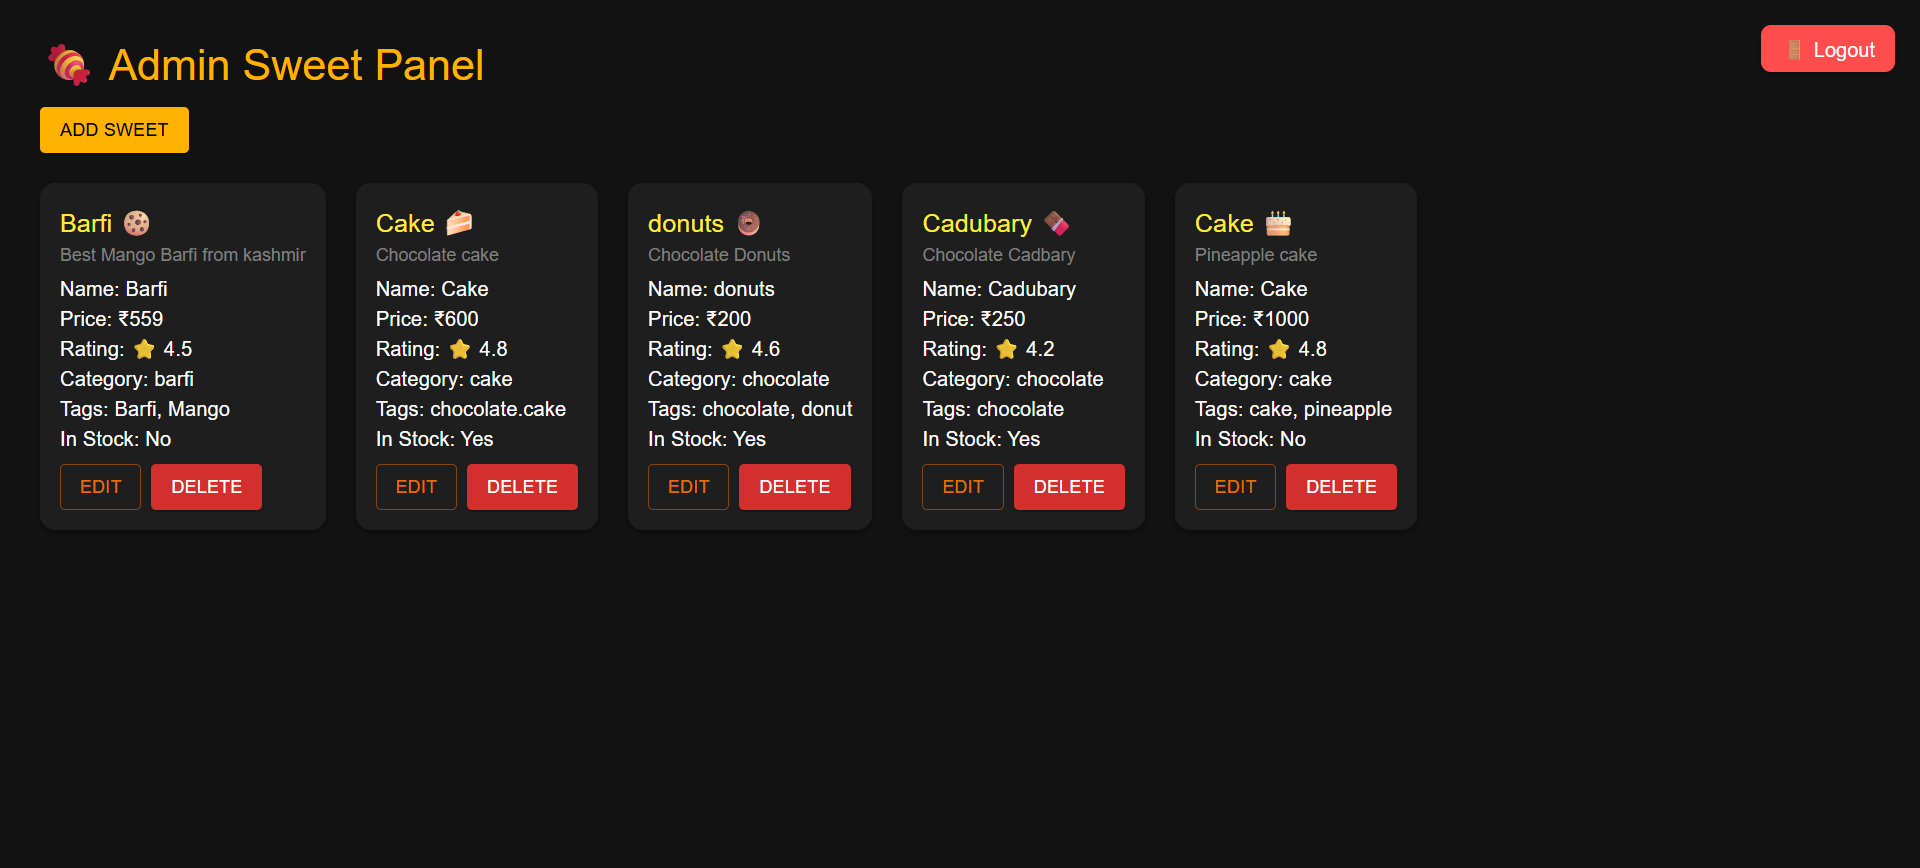 🍬 Admin Sweet Panel
🚪 Logout
ADD SWEET
Barfi 🍪
Best Mango Barfi from kashmir
Name: Barfi
Price: ₹559
Rating: ⭐ 4.5
Category: barfi
Tags: Barfi, Mango
In Stock: No
EDIT DELETE
Cake 🍰
Chocolate cake
Name: Cake
Price: ₹600
Rating: ⭐ 4.8
Category: cake
Tags: chocolate.cake
In Stock: Yes
EDIT DELETE
donuts 🍩
Chocolate Donuts
Name: donuts
Price: ₹200
Rating: ⭐ 4.6
Category: chocolate
Tags: chocolate, donut
In Stock: Yes
EDIT DELETE
Cadubary 🍫
Chocolate Cadbary
Name: Cadubary
Price: ₹250
Rating: ⭐ 4.2
Category: chocolate
Tags: chocolate
In Stock: Yes
EDIT DELETE
Cake 🎂
Pineapple cake
Name: Cake
Price: ₹1000
Rating: ⭐ 4.8
Category: cake
Tags: cake, pineapple
In Stock: No
EDIT DELETE